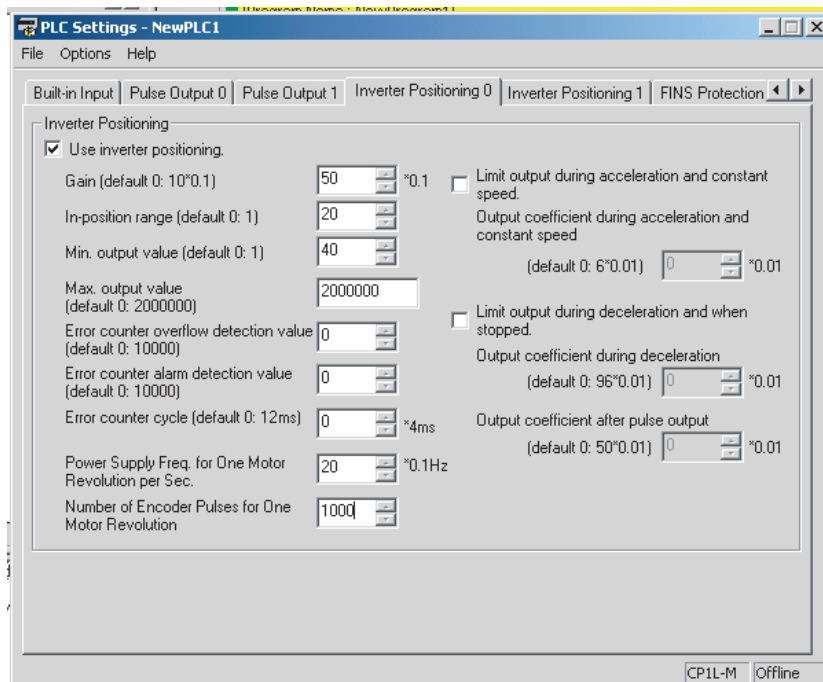 [Program Name : NewProgram1]
PLC Settings - NewPLC1
File Options Help
Built-in Input Pulse Output 0 Pulse Output 1 Inverter Positioning 0 Inverter Positioning 1 FINS Protection
Inverter Positioning
Use inverter positioning.
Gain (default 0: 10*0.1) 50 *0.1
In-position range (default 0: 1) 20
Min. output value (default 0: 1) 40
Max. output value
(default 0: 2000000) 2000000
Error counter overflow detection value
(default 0: 10000) 0
Error counter alarm detection value
(default 0: 10000) 0
Error counter cycle (default 0: 12ms) 0 *4ms
Power Supply Freq. for One Motor
Revolution per Sec. 20 *0.1Hz
Number of Encoder Pulses for One
Motor Revolution 1000
Limit output during acceleration and constant
speed.
Output coefficient during acceleration and
constant speed
(default 0: 6*0.01) 0 *0.01
Limit output during deceleration and when
stopped.
Output coefficient during deceleration
(default 0: 96*0.01) 0 *0.01
Output coefficient after pulse output
(default 0: 50*0.01) 0 *0.01
CP1L-M Offline